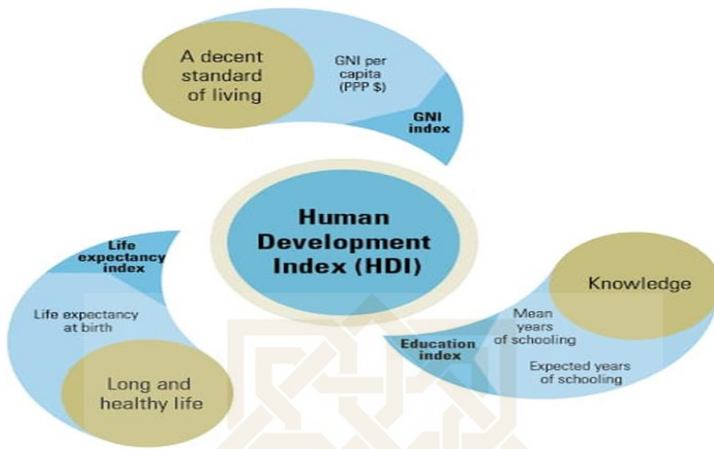 A decent
standard
of living
GNI per
capita
(PPP $)
GNI
index
Human
Development
Index (HDI)
Life
expectancy
index
Life expectancy
at birth
Long and
healthy life
Knowledge
Mean
years
of schooling
Expected years
of schooling
Education
index